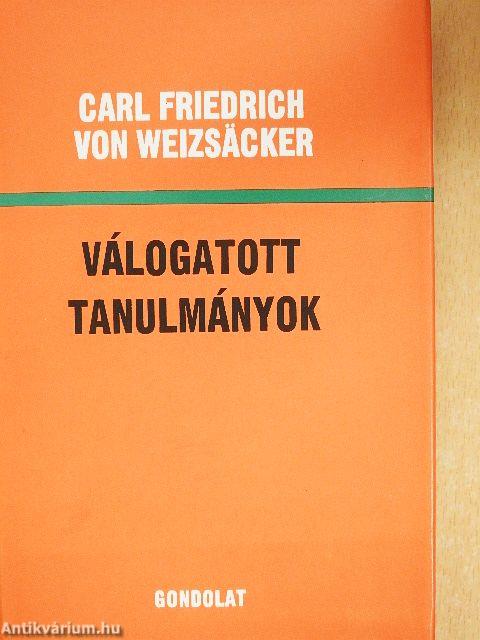 CARL FRIEDRICH
VON WEIZSÄCKER
VÁLOGATOTT
TANULMÁNYOK
GONDOLAT
Antikvárium.hu